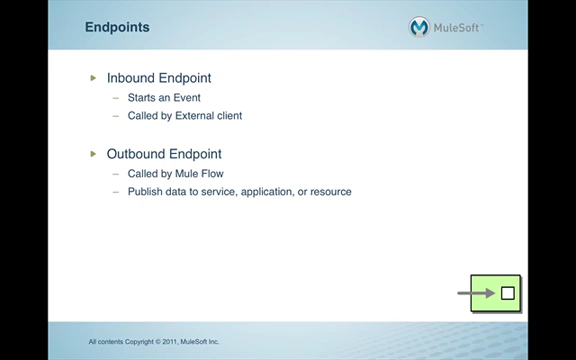 Endpoints
MuleSoft™
Inbound Endpoint
– Starts an Event
– Called by External client
Outbound Endpoint
– Called by Mule Flow
– Publish data to service, application, or resource
All contents Copyright © 2011, MuleSoft Inc.